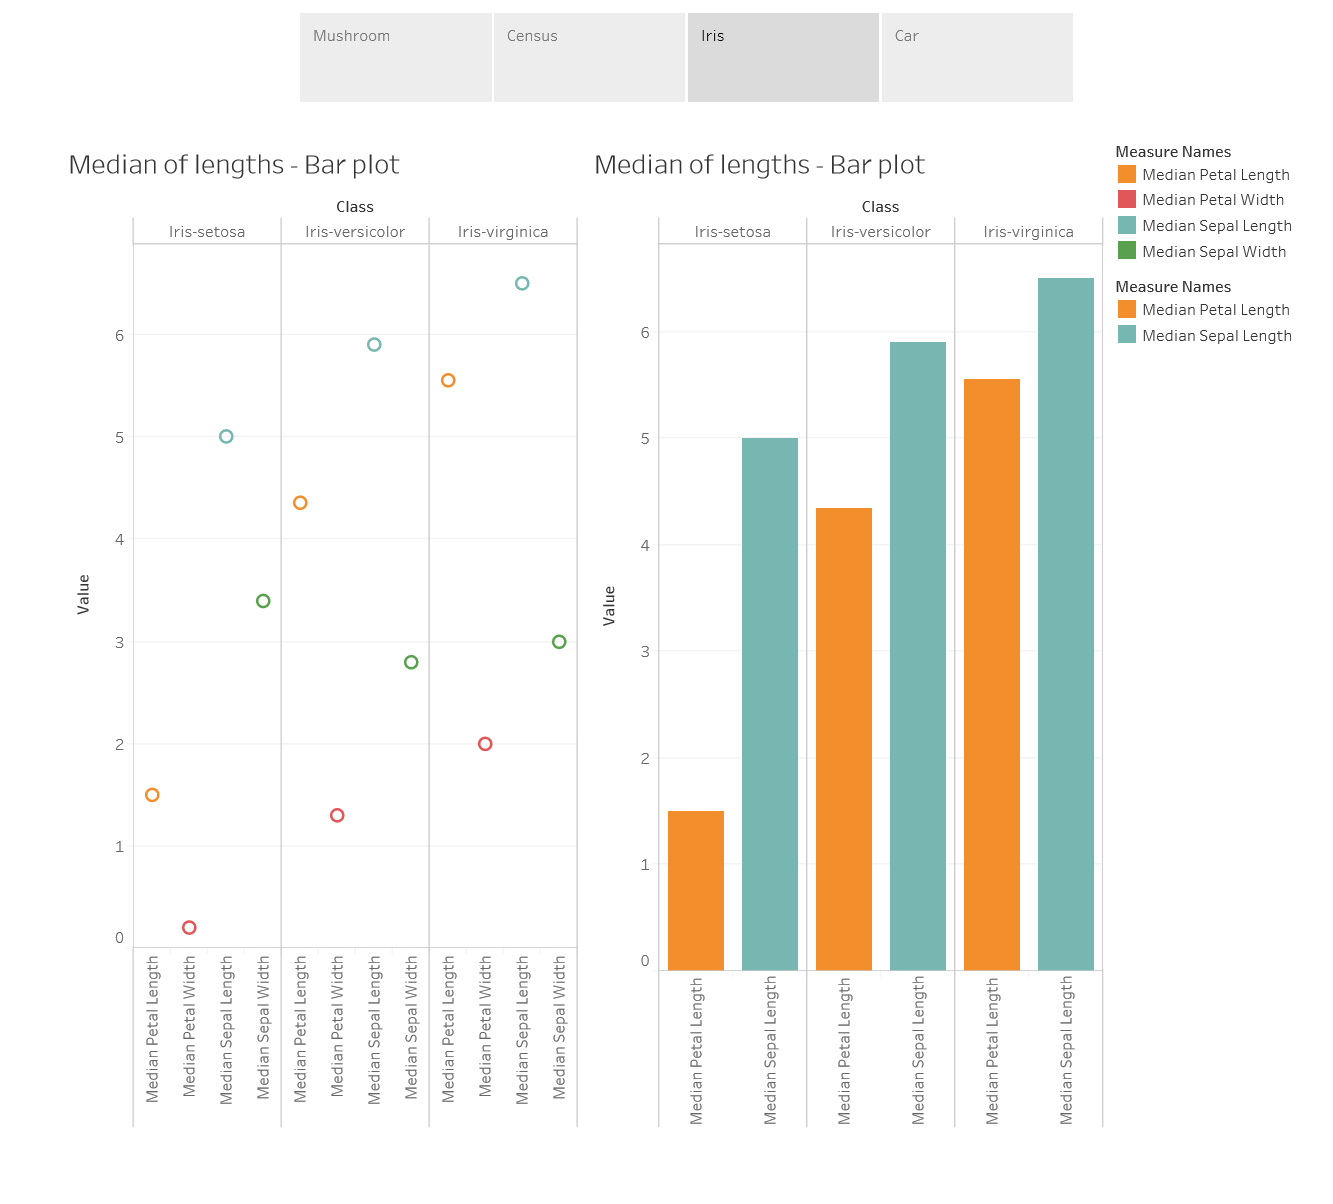 Mushroom Census Iris Car
Median of lengths - Bar plot
Class
Iris-setosa Iris-versicolor Iris-virginica
6
5
4
3
2
1
0
Value
Median Petal Length
Median Petal Width
Median Sepal Length
Median Sepal Width
Median Petal Length
Median Petal Width
Median Sepal Length
Median Sepal Width
Median Petal Length
Median Petal Width
Median Sepal Length
Median Sepal Width
Median of lengths - Bar plot
Class
Iris-setosa Iris-versicolor Iris-virginica
6
5
4
3
2
1
0
Value
Median Petal Length
Median Sepal Length
Median Petal Length
Median Sepal Length
Median Petal Length
Median Sepal Length
Measure Names
Median Petal Length
Median Petal Width
Median Sepal Length
Median Sepal Width
Measure Names
Median Petal Length
Median Sepal Length